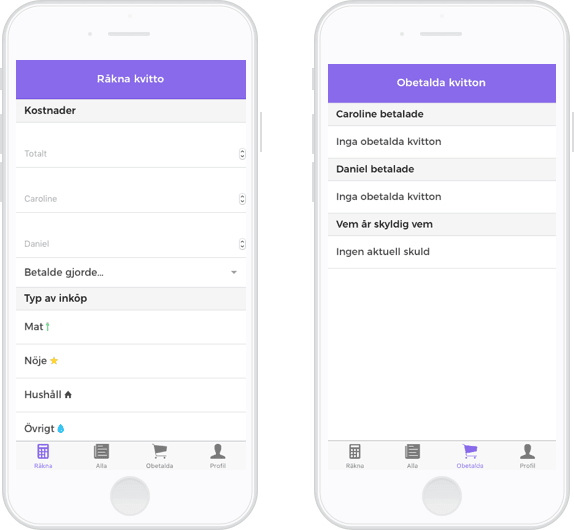 Räkna kvitto
Kostnader
Totalt
Caroline
Daniel
Betalde gjorde...
Typ av inköp
Mat
Nöje
Hushåll
Övrigt
Räkna
Alla
Obetalda
Profil
Obetalda kvitton
Caroline betalade
Inga obetalda kvitton
Daniel betalade
Inga obetalda kvitton
Vem är skyldig vem
Ingen aktuell skuld
Räkna
Alla
Obetalda
Profil